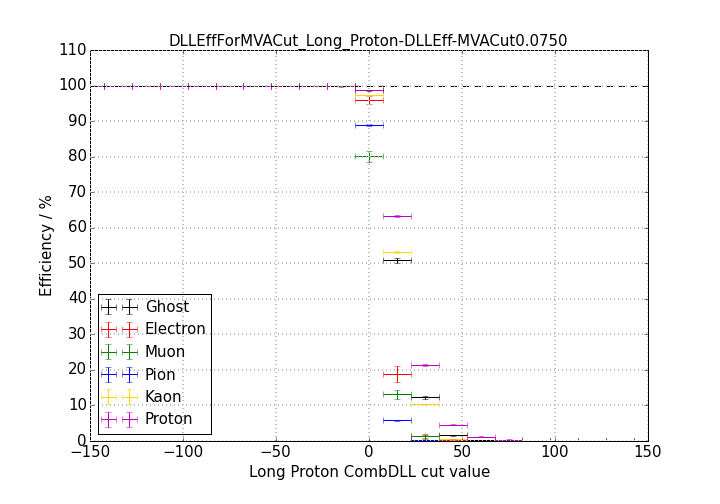 DLLEffForMVACut_Long_Proton-DLLEff-MVACut0.0750
110
100
90
80
70
60
50
40
30
20
10
0
Efficiency / %
Ghost
Electron
Muon
Pion
Kaon
Proton
−150 −100 −50 0 50 100 150
Long Proton CombDLL cut value